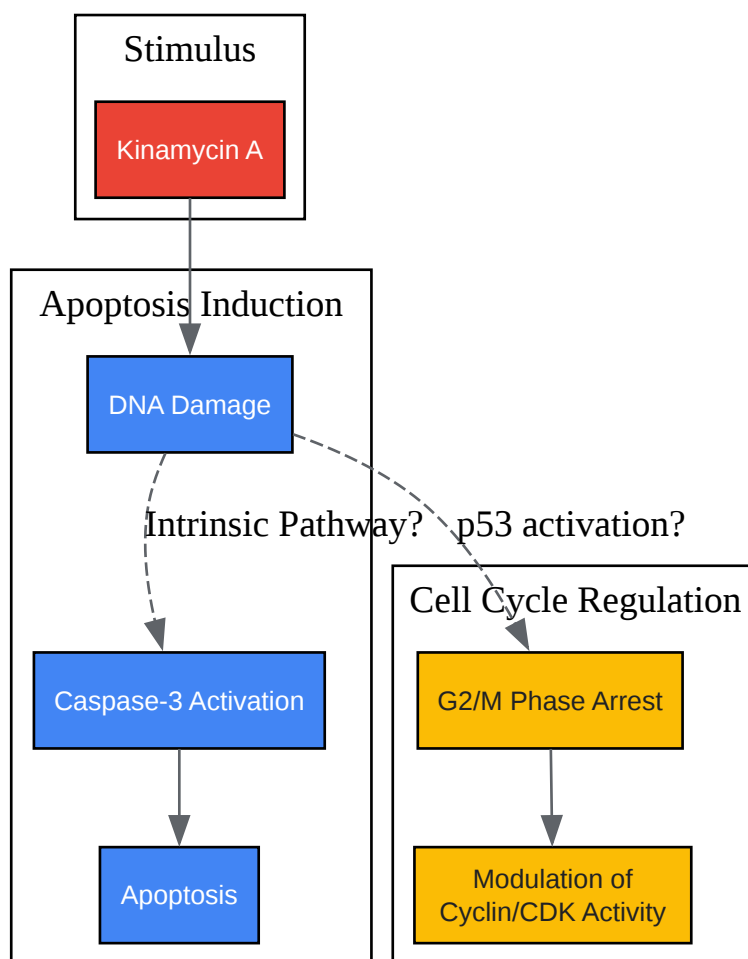 Stimulus
Kinamycin A
Apoptosis Induction
DNA Damage
Intrinsic Pathway?
p53 activation?
Cell Cycle Regulation
Caspase-3 Activation
G2/M Phase Arrest
Apoptosis
Modulation of
Cyclin/CDK Activity